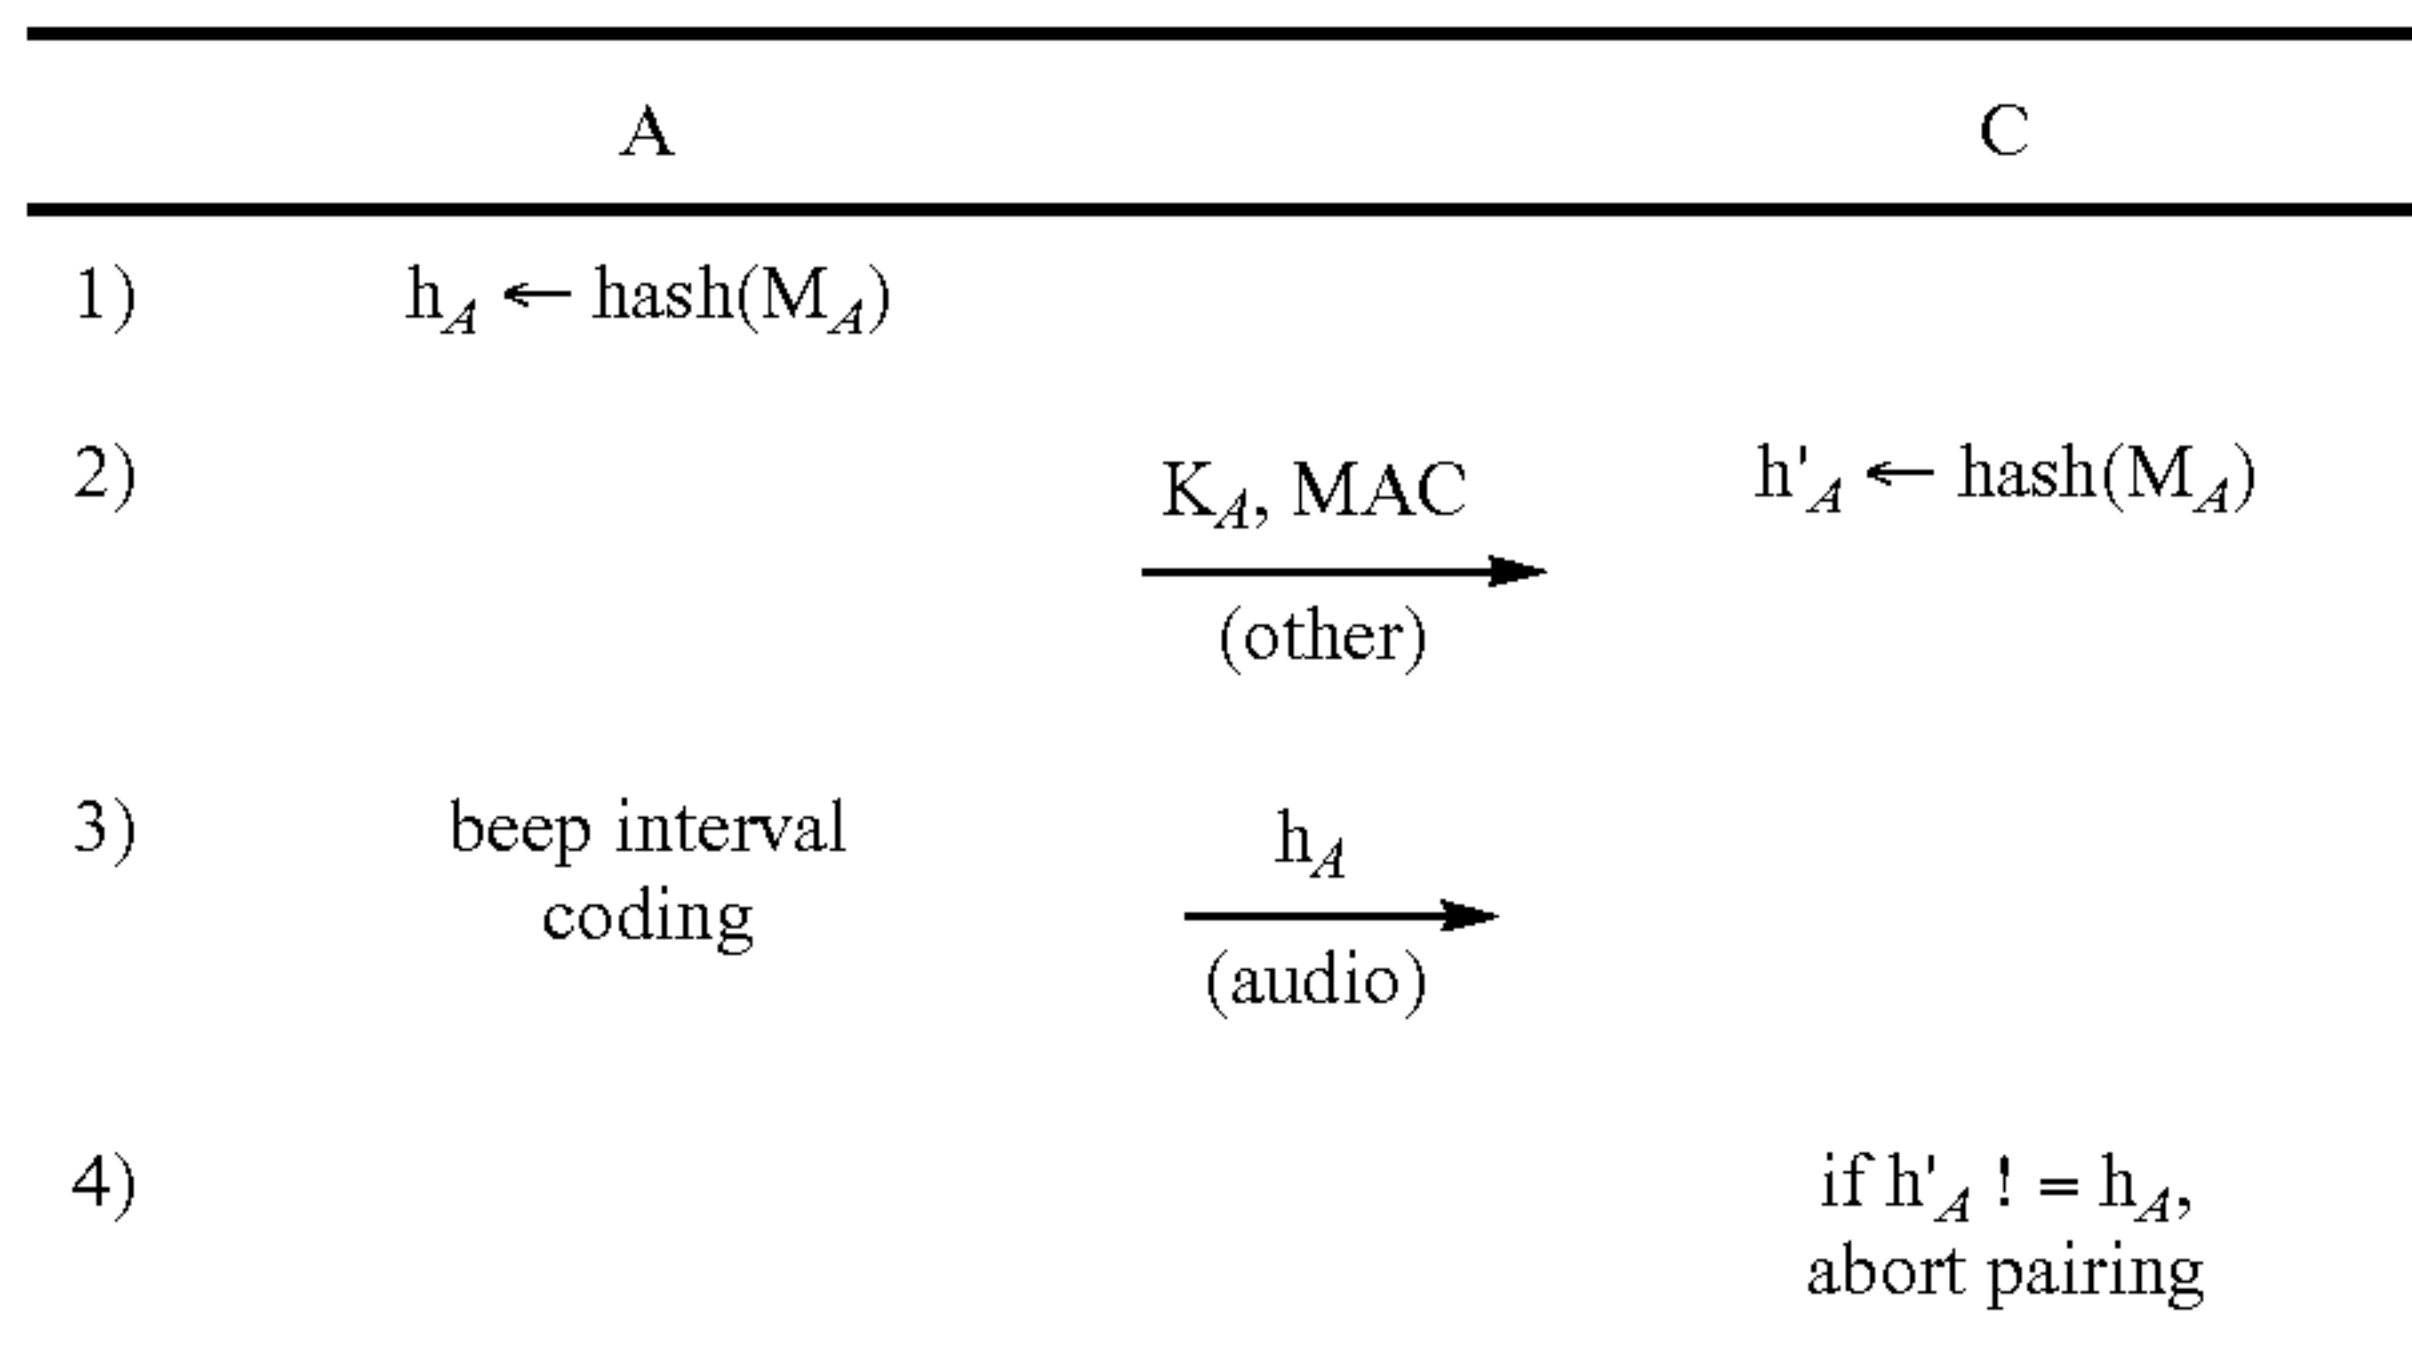 A C
1) h_A ← hash(M_A)
2) K_A, MAC h'_A ← hash(M_A)
(other)
3) beep interval h_A
coding
(audio)
4) if h'_A ! = h_A,
abort pairing